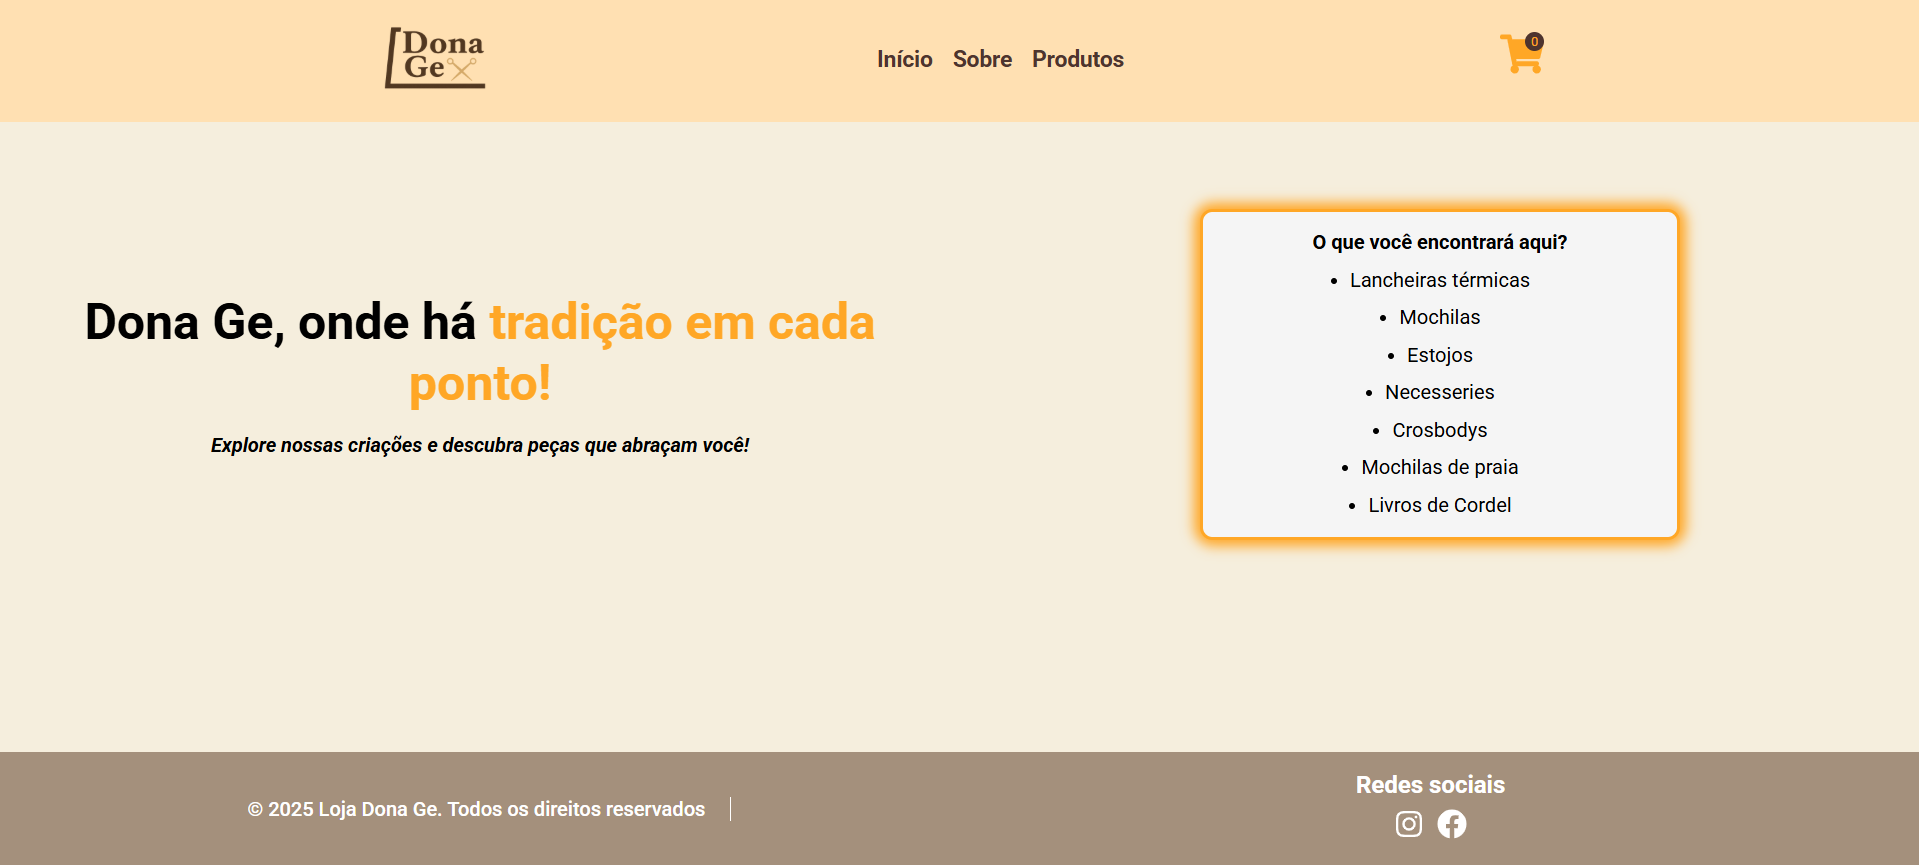 Dona
Ge
Início Sobre Produtos
0
Dona Ge, onde há tradição em cada
ponto!
Explore nossas criações e descubra peças que abraçam você!
O que você encontrará aqui?
• Lancheiras térmicas
• Mochilas
• Estojos
• Necesseries
• Crosbodys
• Mochilas de praia
• Livros de Cordel
© 2025 Loja Dona Ge. Todos os direitos reservados
Redes sociais